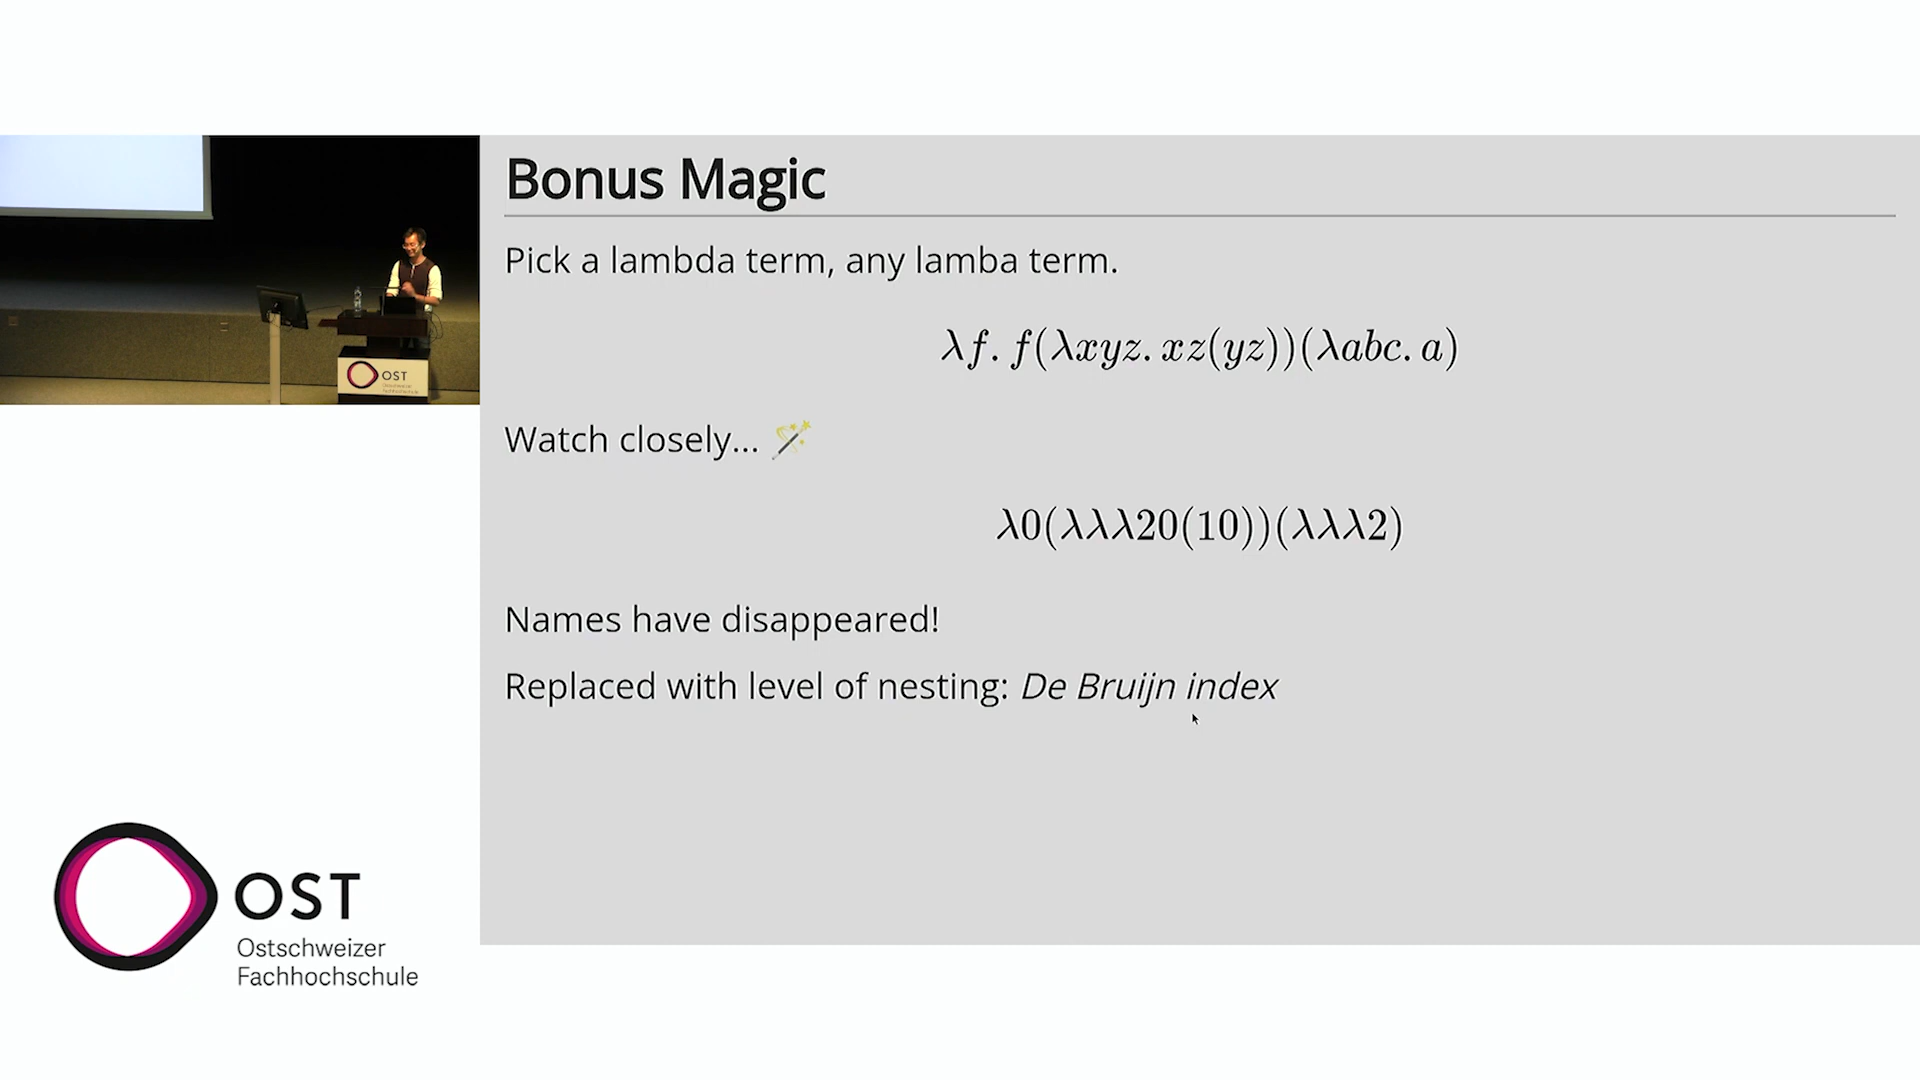 Bonus Magic
Pick a lambda term, any lamba term.
λf. f(λxyz. xz(yz))(λabc. a)
Watch closely...
λ0(λλλ20(10))(λλλ2)
Names have disappeared!
Replaced with level of nesting: De Bruijn index
OST
OST
Ostschweizer
Fachhochschule